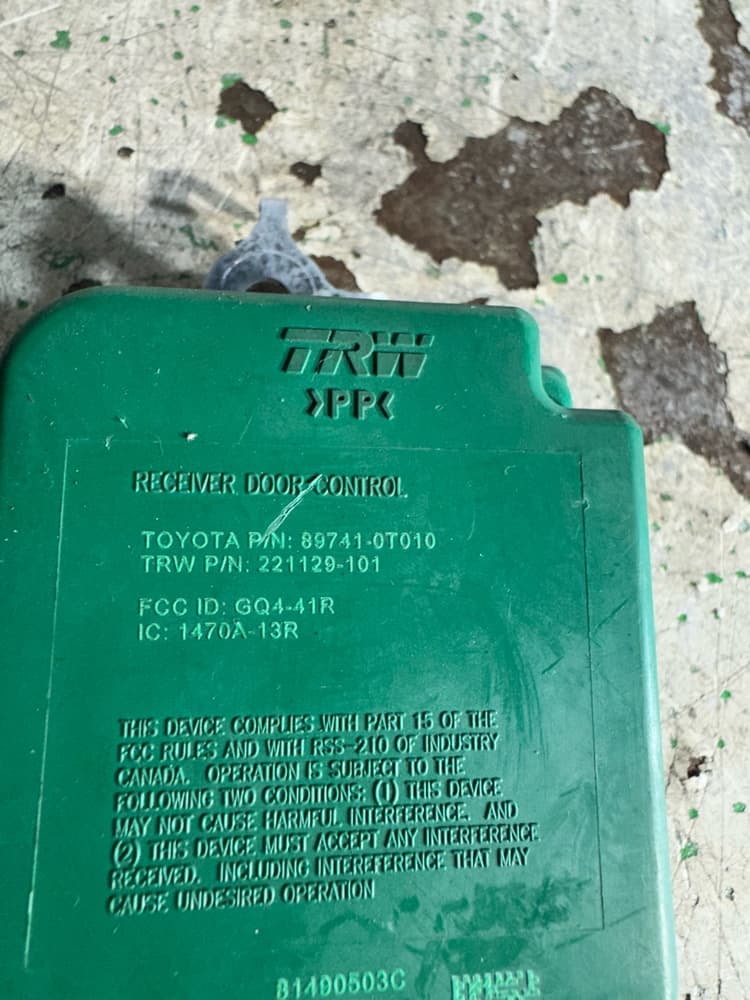 TRW
>PP<
RECEIVER DOOR CONTROL
TOYOTA P/N: 89741-0T010
TRW P/N: 221129-101
FCC ID: GQ4-41R
IC: 1470A-13R
THIS DEVICE COMPLIES WITH PART 15 OF THE
FCC RULES AND WITH RSS-210 OF INDUSTRY
CANADA. OPERATION IS SUBJECT TO THE
FOLLOWING TWO CONDITIONS: (1) THIS DEVICE
MAY NOT CAUSE HARMFUL INTERFERENCE. AND
(2) THIS DEVICE MUST ACCEPT ANY INTERFERENCE
RECEIVED. INCLUDING INTEREFERENCE THAT MAY
CAUSE UNDESIRED OPERATION
81490503C